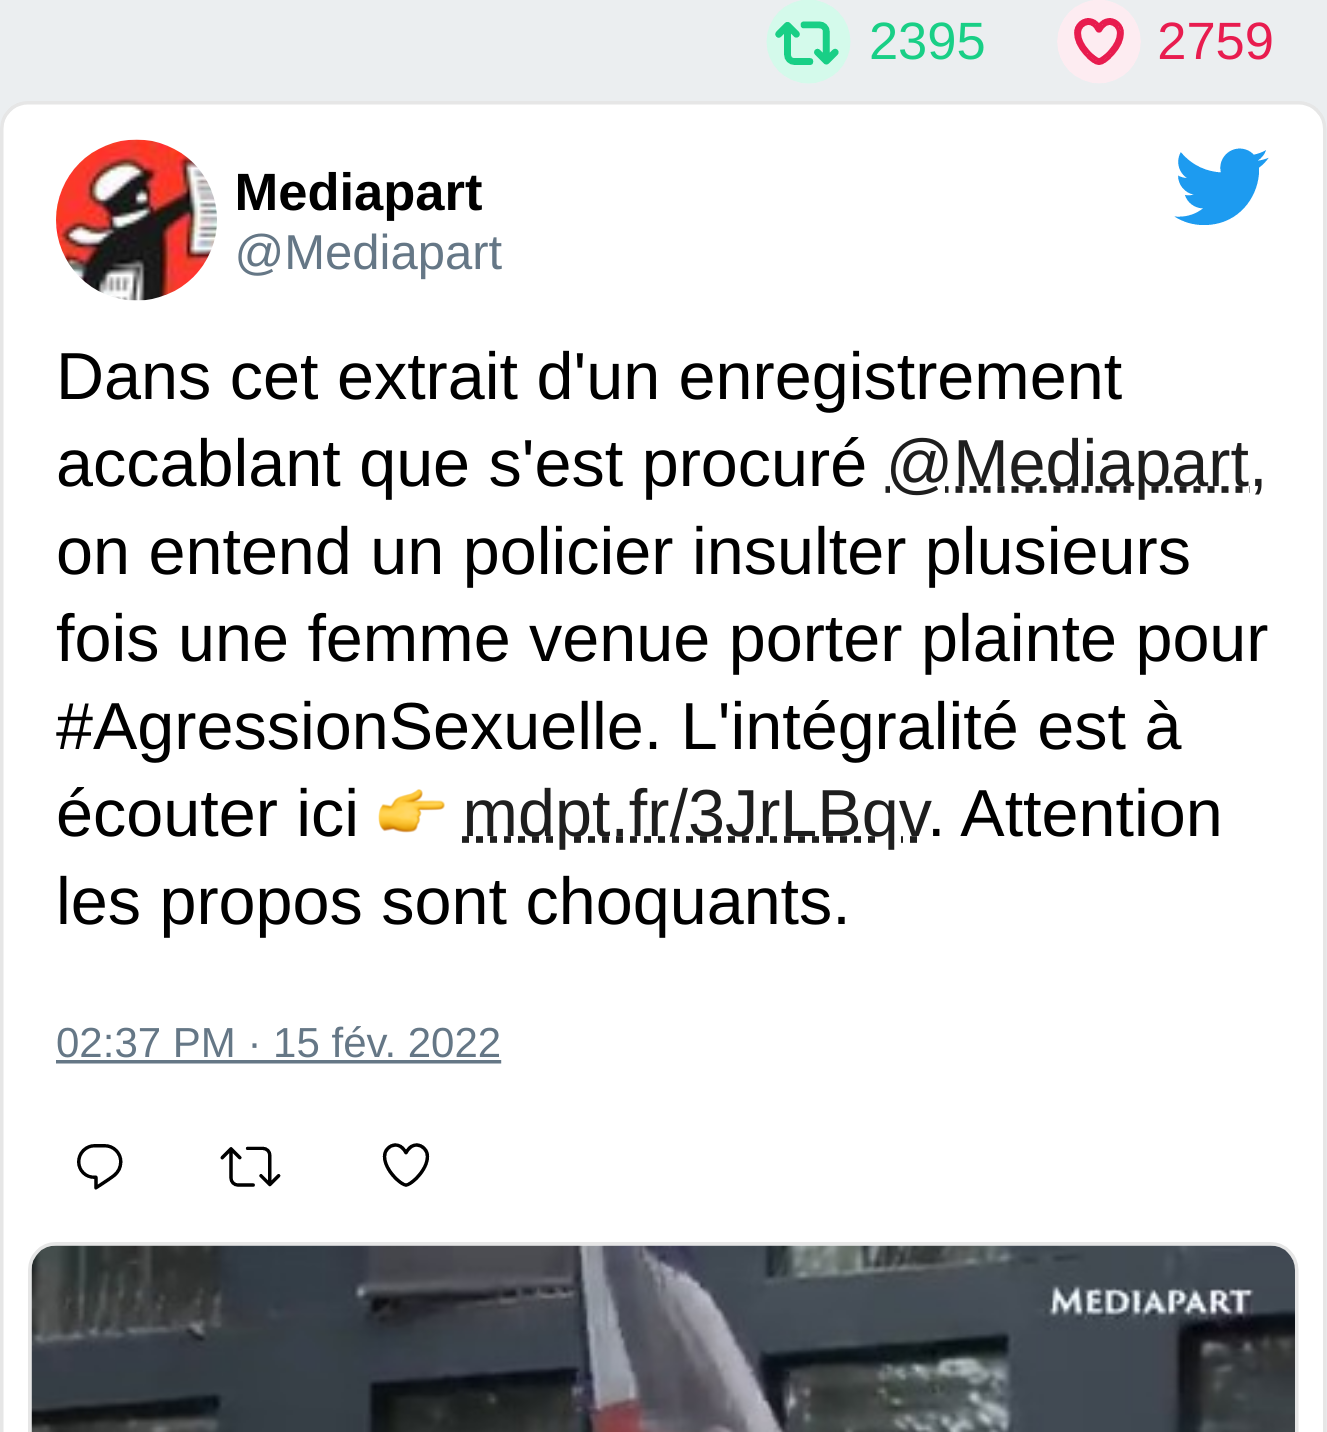 2395 2759
Mediapart
@Mediapart
Dans cet extrait d'un enregistrement
accablant que s'est procuré @Mediapart,
on entend un policier insulter plusieurs
fois une femme venue porter plainte pour
#AgressionSexuelle. L'intégralité est à
écouter ici 👉 mdpt.fr/3JrLBqv. Attention
les propos sont choquants.
02:37 PM · 15 fév. 2022
MEDIAPART